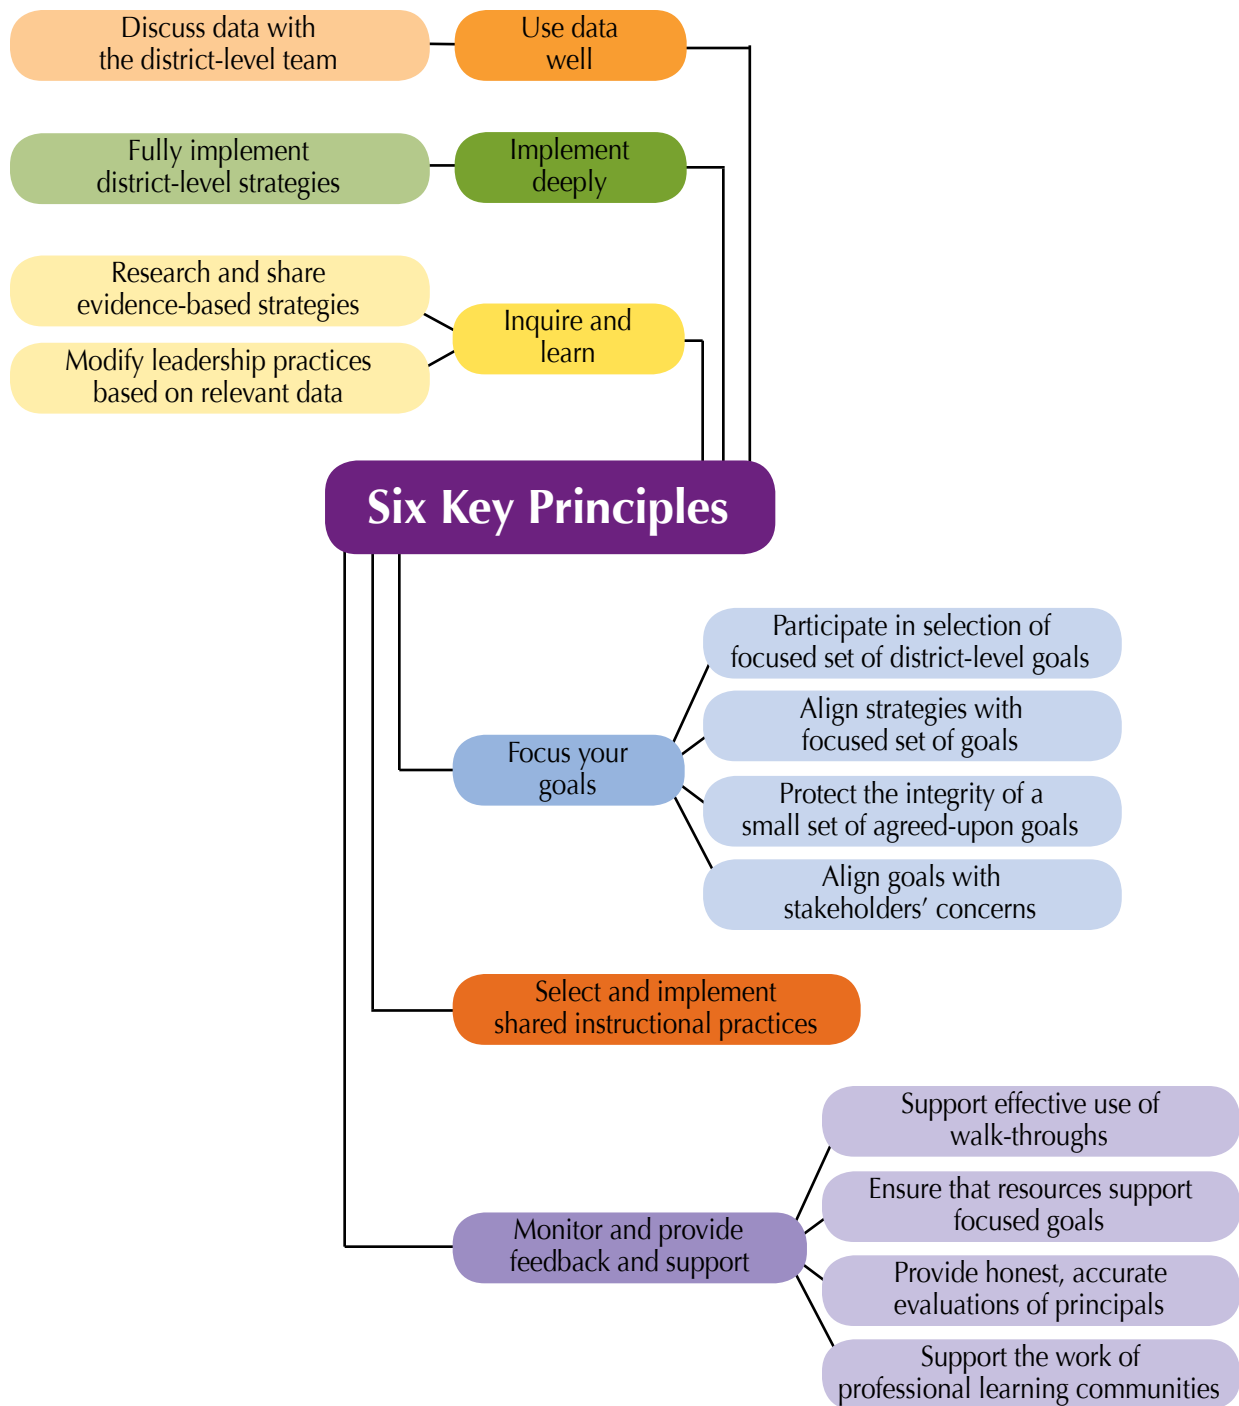 Discuss data with
the district-level team
Use data
well
Fully implement
district-level strategies
Implement
deeply
Research and share
evidence-based strategies
Modify leadership practices
based on relevant data
Inquire and
learn
Six Key Principles
Focus your
goals
Participate in selection of
focused set of district-level goals
Align strategies with
focused set of goals
Protect the integrity of a
small set of agreed-upon goals
Align goals with
stakeholders’ concerns
Select and implement
shared instructional practices
Monitor and provide
feedback and support
Support effective use of
walk-throughs
Ensure that resources support
focused goals
Provide honest, accurate
evaluations of principals
Support the work of
professional learning communities